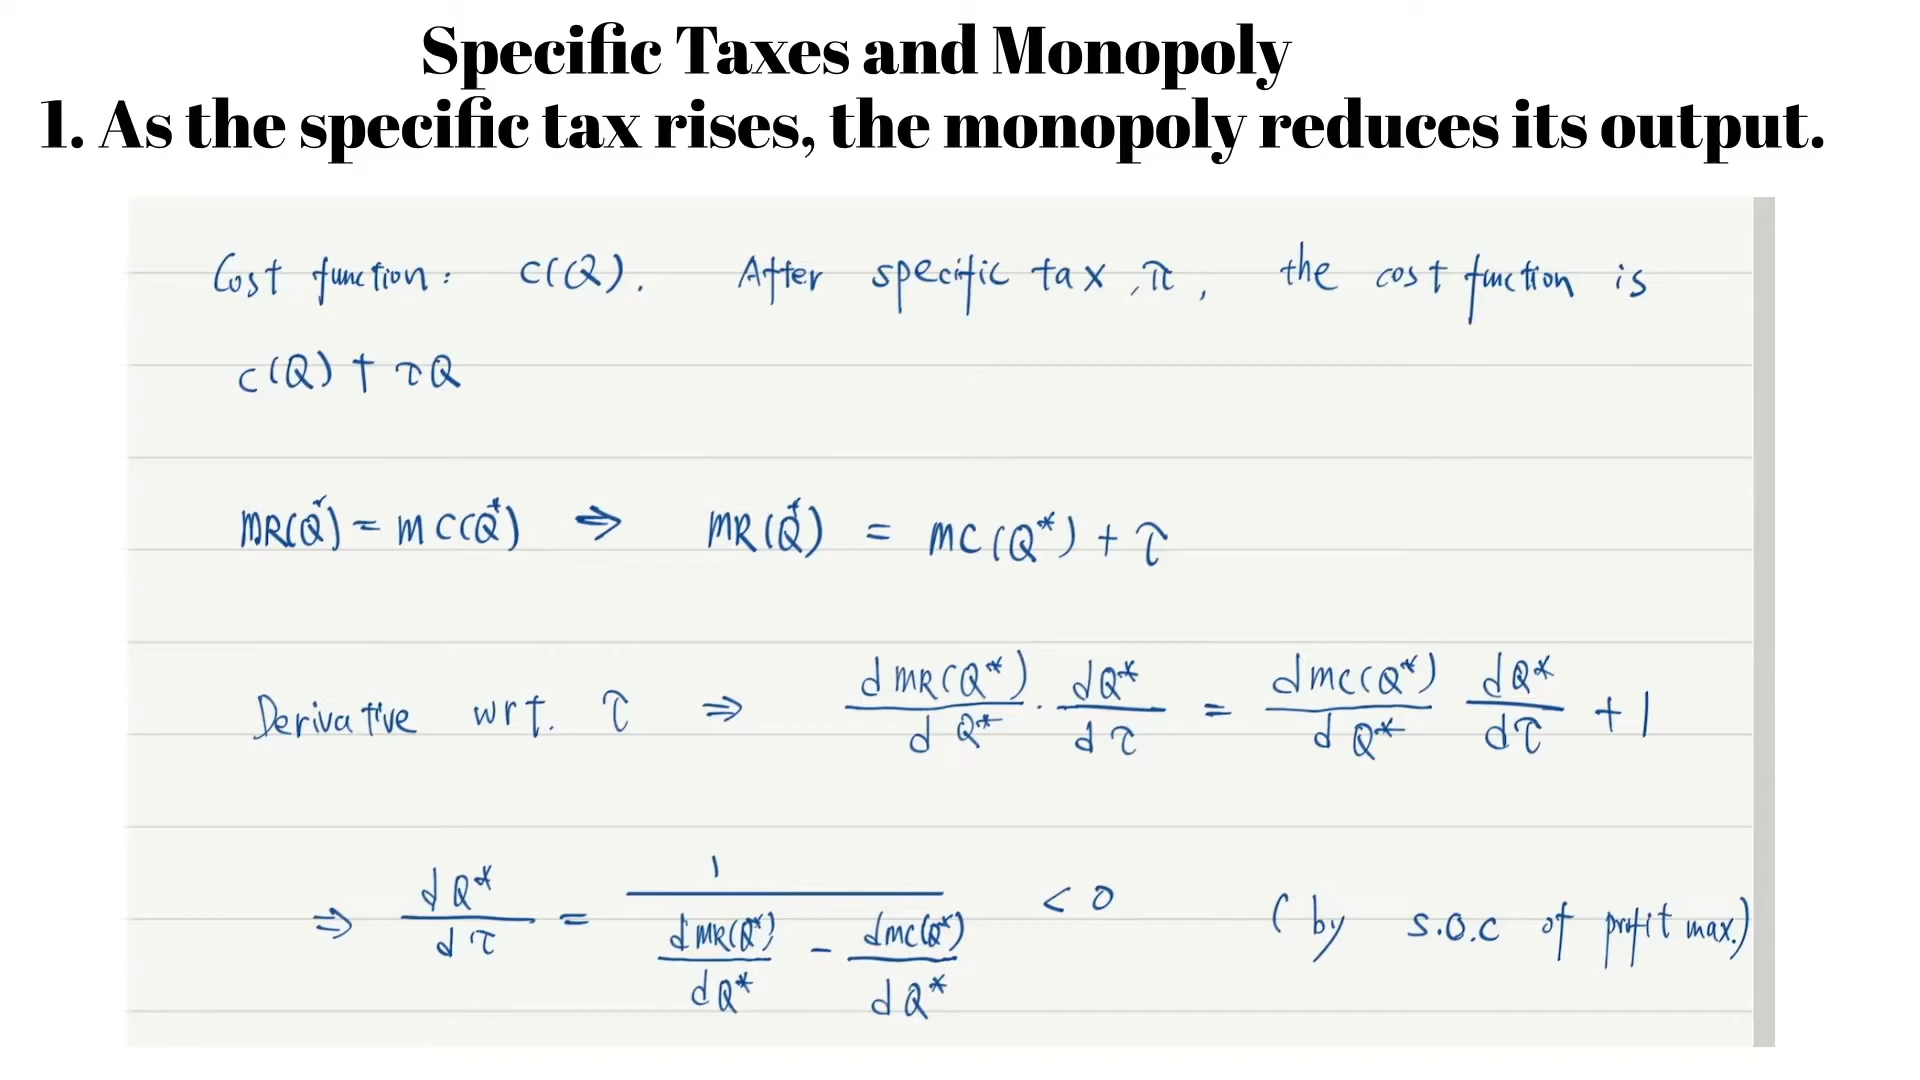 Specific Taxes and Monopoly
1. As the specific tax rises, the monopoly reduces its output.
Cost function: C(Q). After specific tax, τ, the cost function is
C(Q) + τQ
MR(Q*) = MC(Q*) ⇒ MR(Q*) = MC(Q*) + τ
Derivative wrt. τ ⇒ dMR(Q*)/dQ* · dQ*/dτ = dMC(Q*)/dQ* dQ*/dτ + 1
⇒ dQ*/dτ = 1/(dMR(Q*)/dQ* - dMC(Q*)/dQ*) < 0 (by S.O.C of profit max.)